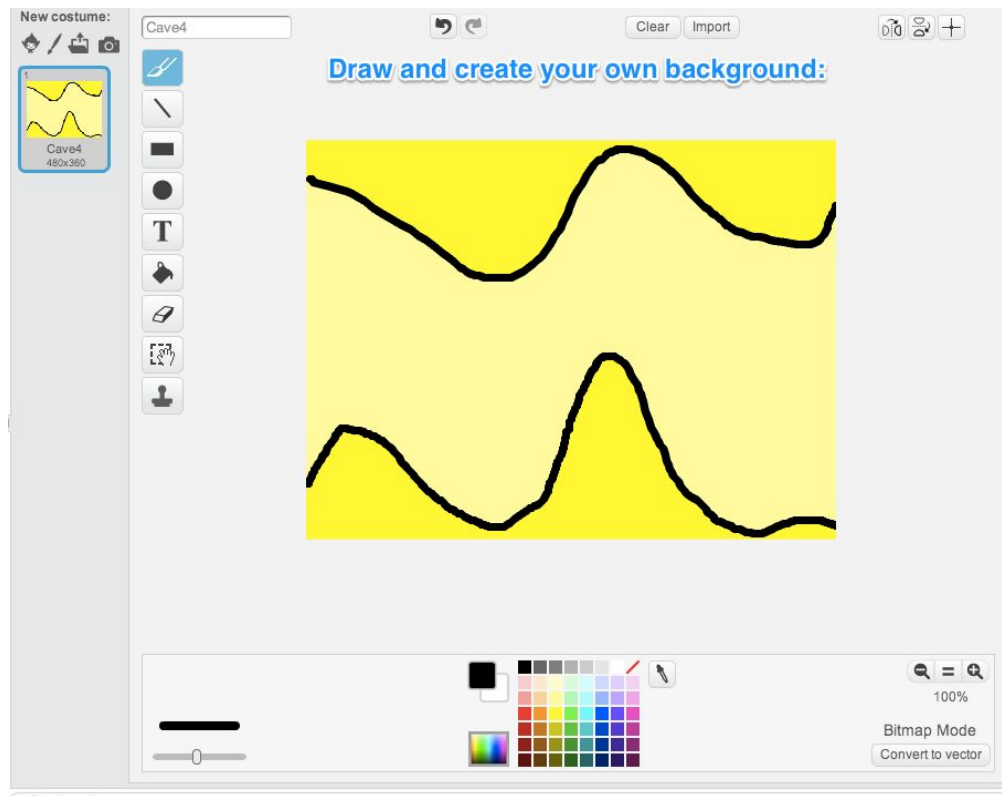 New costume:
Cave4
Clear
Import
Draw and create your own background:
1
Cave4
480x360
T
100%
Bitmap Mode
Convert to vector